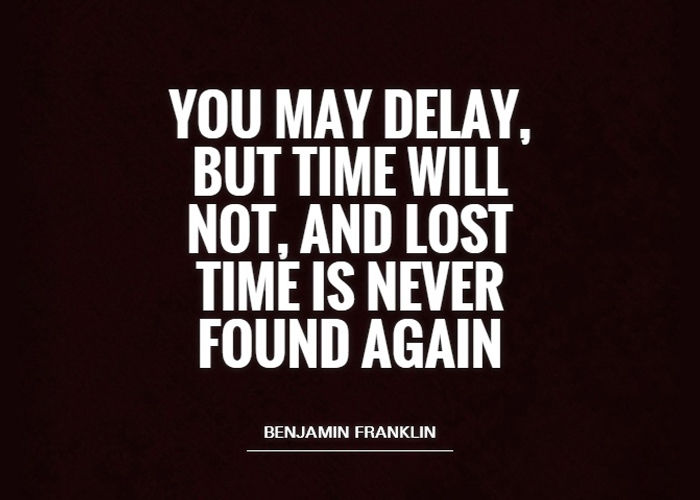 YOU MAY DELAY,
BUT TIME WILL
NOT, AND LOST
TIME IS NEVER
FOUND AGAIN
BENJAMIN FRANKLIN